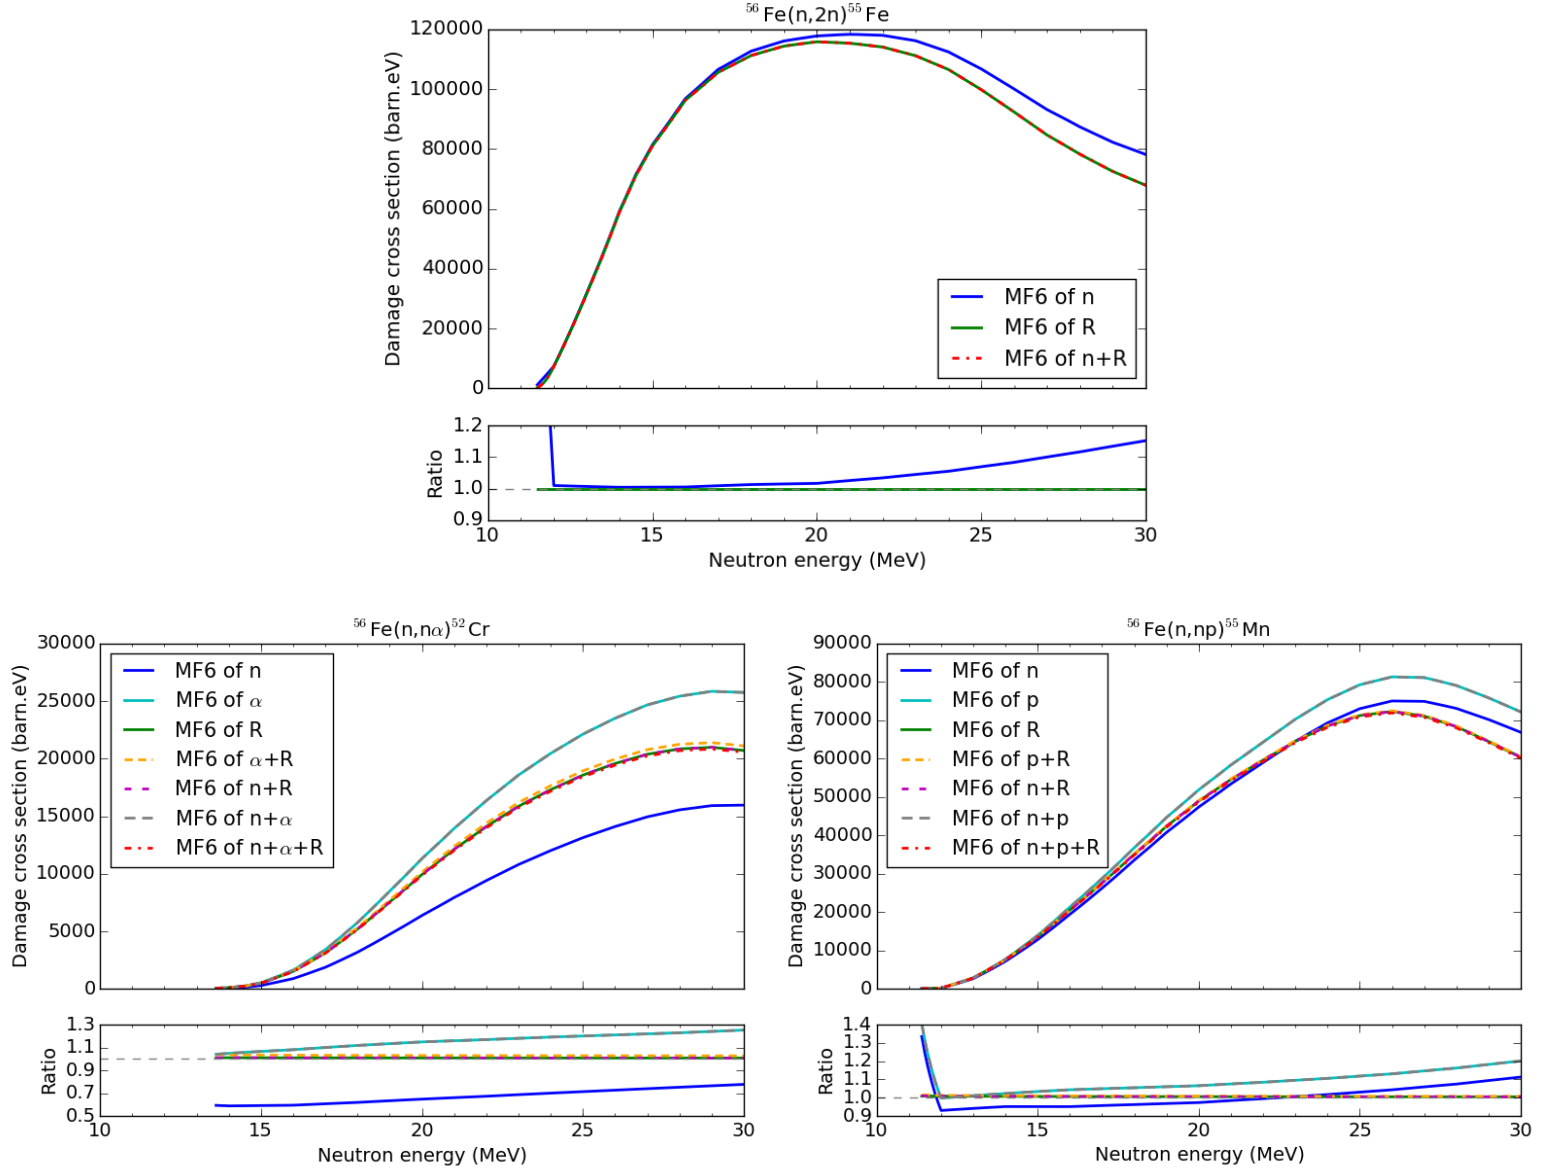 56Fe(n,2n)55Fe
Damage cross section (barn.eV)
120000
100000
80000
60000
40000
20000
0
MF6 of n
MF6 of R
MF6 of n+R
Ratio
1.2
1.1
1.0
0.9
10 15 20 25 30
Neutron energy (MeV)
56Fe(n,nα)52Cr
Damage cross section (barn.eV)
30000
25000
20000
15000
10000
5000
0
MF6 of n
MF6 of α
MF6 of R
MF6 of α+R
MF6 of n+R
MF6 of n+α
MF6 of n+α+R
Ratio
1.3
1.1
0.9
0.7
0.5
10 15 20 25 30
Neutron energy (MeV)
56Fe(n,np)55Mn
Damage cross section (barn.eV)
90000
80000
70000
60000
50000
40000
30000
20000
10000
0
MF6 of n
MF6 of p
MF6 of R
MF6 of p+R
MF6 of n+R
MF6 of n+p
MF6 of n+p+R
Ratio
1.4
1.3
1.2
1.1
1.0
0.9
10 15 20 25 30
Neutron energy (MeV)